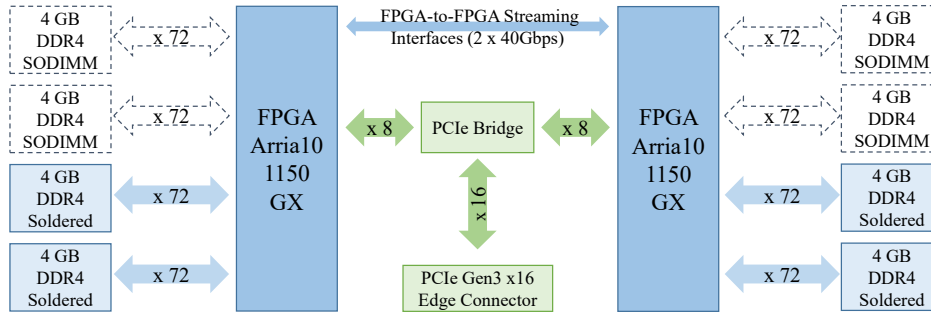 4 GB
DDR4
SODIMM
x 72
4 GB
DDR4
SODIMM
x 72
4 GB
DDR4
Soldered
x 72
4 GB
DDR4
Soldered
x 72
FPGA
Arria10
1150
GX
FPGA-to-FPGA Streaming
Interfaces (2 x 40Gbps)
x 8
PCIe Bridge
x 8
x 16
PCIe Gen3 x16
Edge Connector
FPGA
Arria10
1150
GX
x 72
4 GB
DDR4
SODIMM
x 72
4 GB
DDR4
SODIMM
x 72
4 GB
DDR4
Soldered
x 72
4 GB
DDR4
Soldered